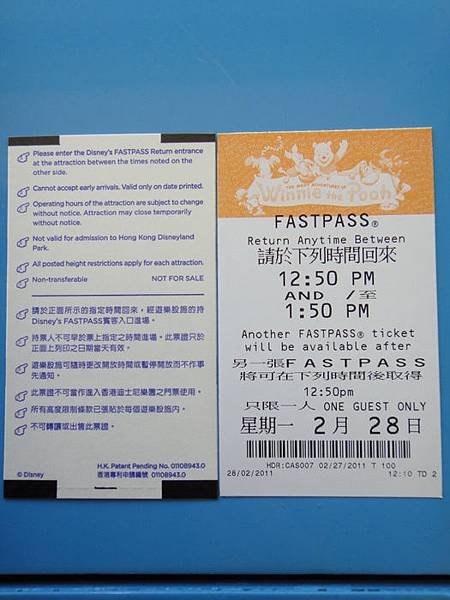 Please enter the Disney's FASTPASS Return entrance
at the attraction between the times noted on the
other side.
Cannot accept early arrivals. Valid only on date printed.
Operating hours of the attraction are subject to change
without notice. Attraction may close temporarily
without notice.
Not valid for admission to Hong Kong Disneyland
Park.
All posted height restrictions apply for each attraction.
Non-transferable NOT FOR SALE
請於正面所示的指定時間回來，經遊樂設施的持
Disney's FASTPASS賓客入口進場。
持票人不可早於票上指定之時間進場。此票證只於
正面上列印之日期當天有效。
遊樂設施可隨時更改開放時間或暫停開放而不作事
先通知。
此票證不可當作進入香港迪士尼樂園之門票使用。
所有高度限制條款已張貼於每個遊樂設施內。
不可轉讓或出售此票證。
H.K. Patent Pending No. 01108943.0
© Disney 香港專利申請編號 01108943.0
THE MANY ADVENTURES OF
Winnie the Pooh
FASTPASS®
Return Anytime Between
請於下列時間回來
12:50 PM
AND /至
1:50 PM
Another FASTPASS® ticket
will be available after
另一張FASTPASS
將可在下列時間後取得
12:50pm
只限一人 ONE GUEST ONLY
星期一 2月 28日
HDR:CAS007 02/27/2011 T 100
28/02/2011 12:10 TD 2